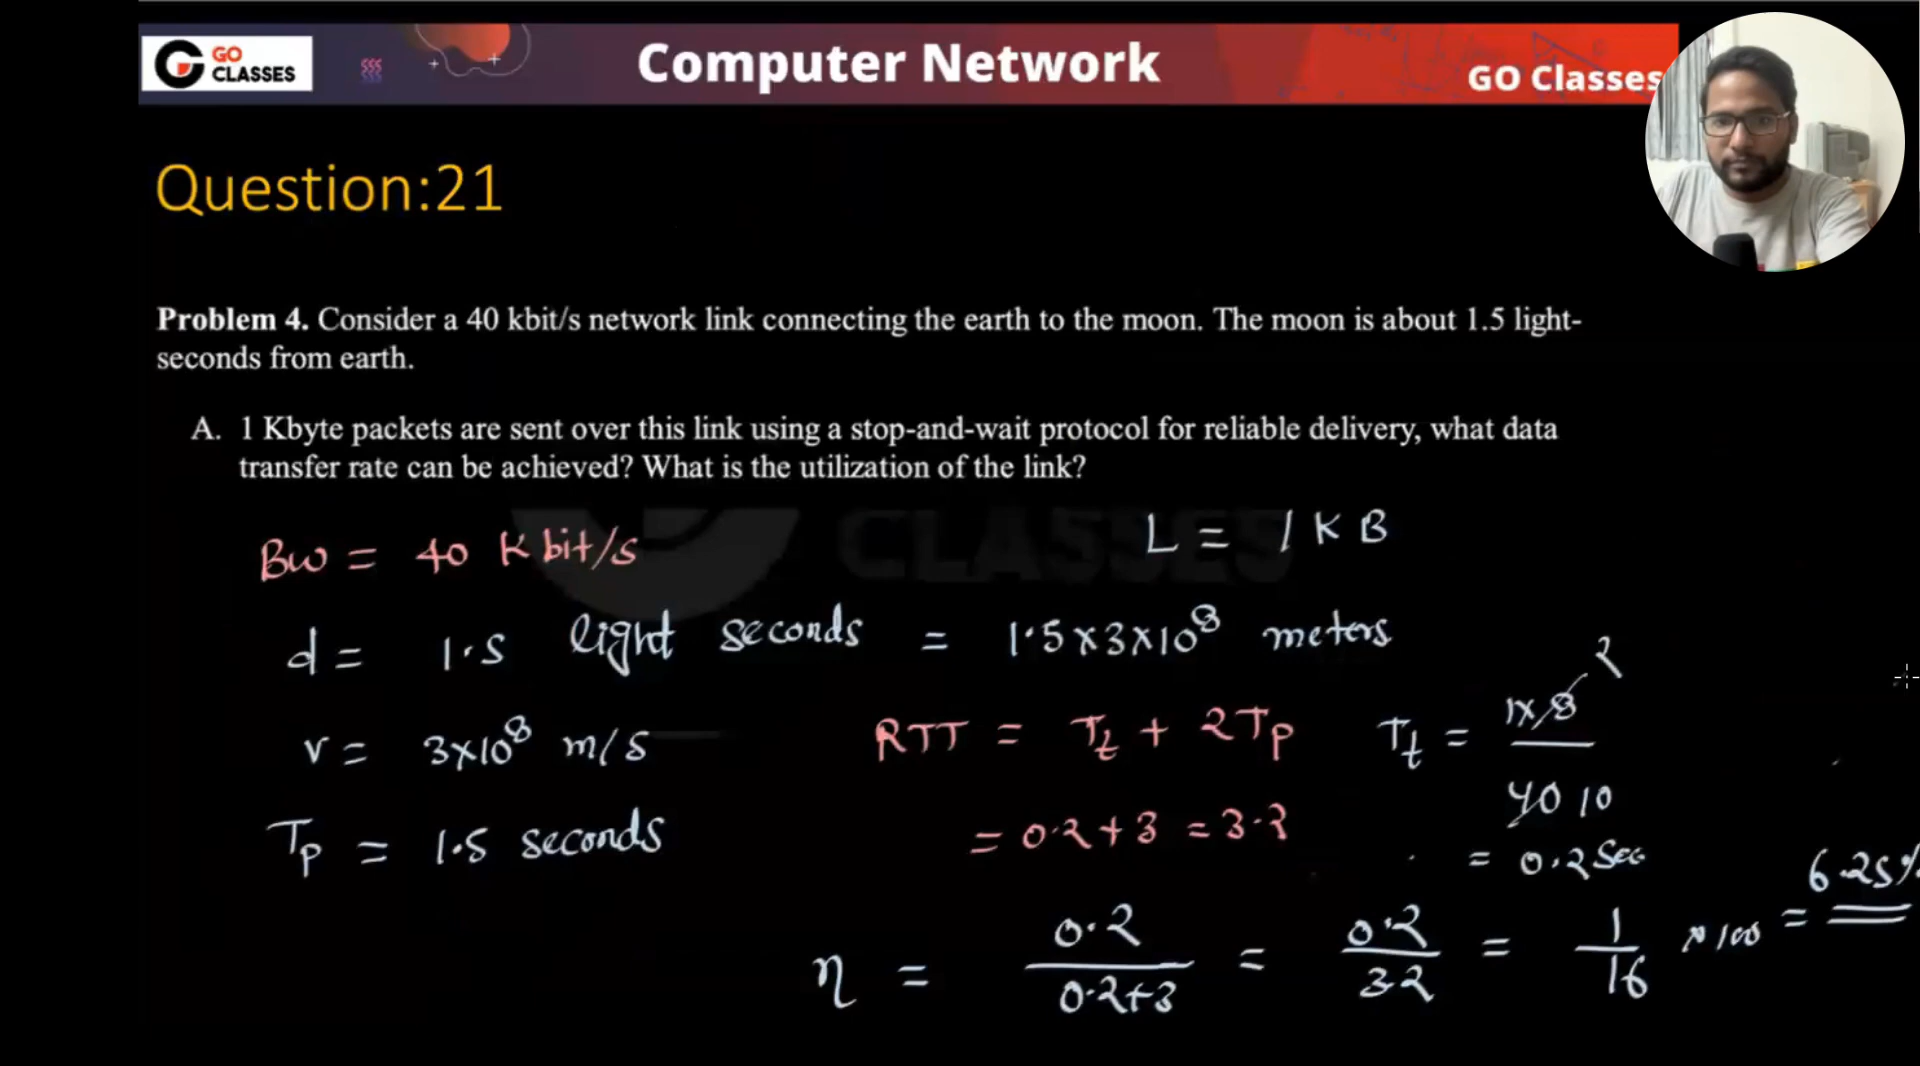 GO
CLASSES
Computer Network
GO Classes
Question:21
Problem 4. Consider a 40 kbit/s network link connecting the earth to the moon. The moon is about 1.5 light-
seconds from earth.
A. 1 Kbyte packets are sent over this link using a stop-and-wait protocol for reliable delivery, what data
transfer rate can be achieved? What is the utilization of the link?
CLASSES
BW = 40 K bit/s
L = 1 K B
d = 1.5 light seconds = 1.5×3×10⁸ meters
v = 3×10⁸ m/s
RTT = Tt + 2Tp
Tt = 1×8 2
40 10
Tp = 1.5 seconds
= 0.2+3 = 3.2
= 0.2 Sec
η = 0.2 / 0.2+3 = 0.2 / 3.2 = 1 / 16 × 100 = 6.25%